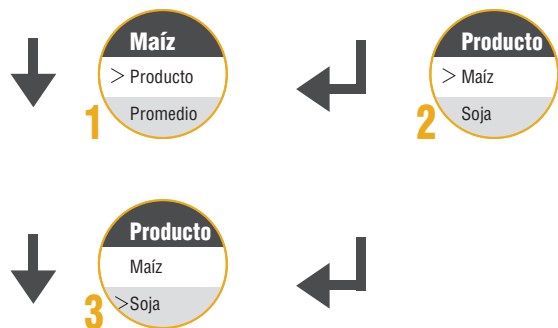 Maíz
> Producto
Promedio
1
Producto
> Maíz
Soja
2
Producto
Maíz
>Soja
3